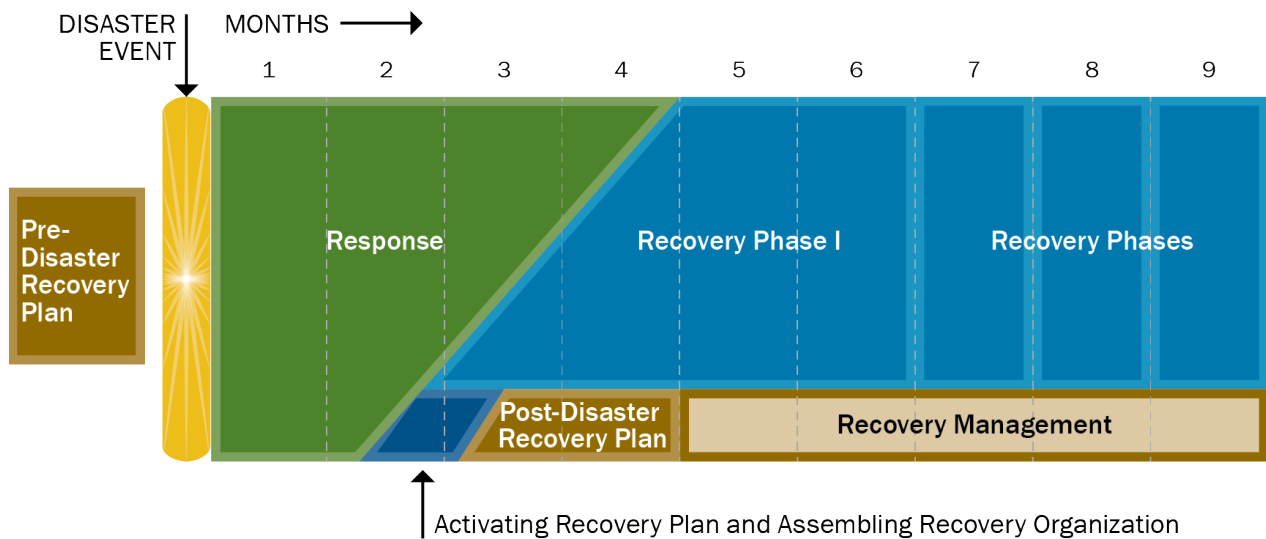 DISASTER
EVENT
MONTHS
1 2 3 4 5 6 7 8 9
Pre-
Disaster
Recovery
Plan
Response
Recovery Phase I
Recovery Phases
Post-Disaster
Recovery Plan
Recovery Management
Activating Recovery Plan and Assembling Recovery Organization